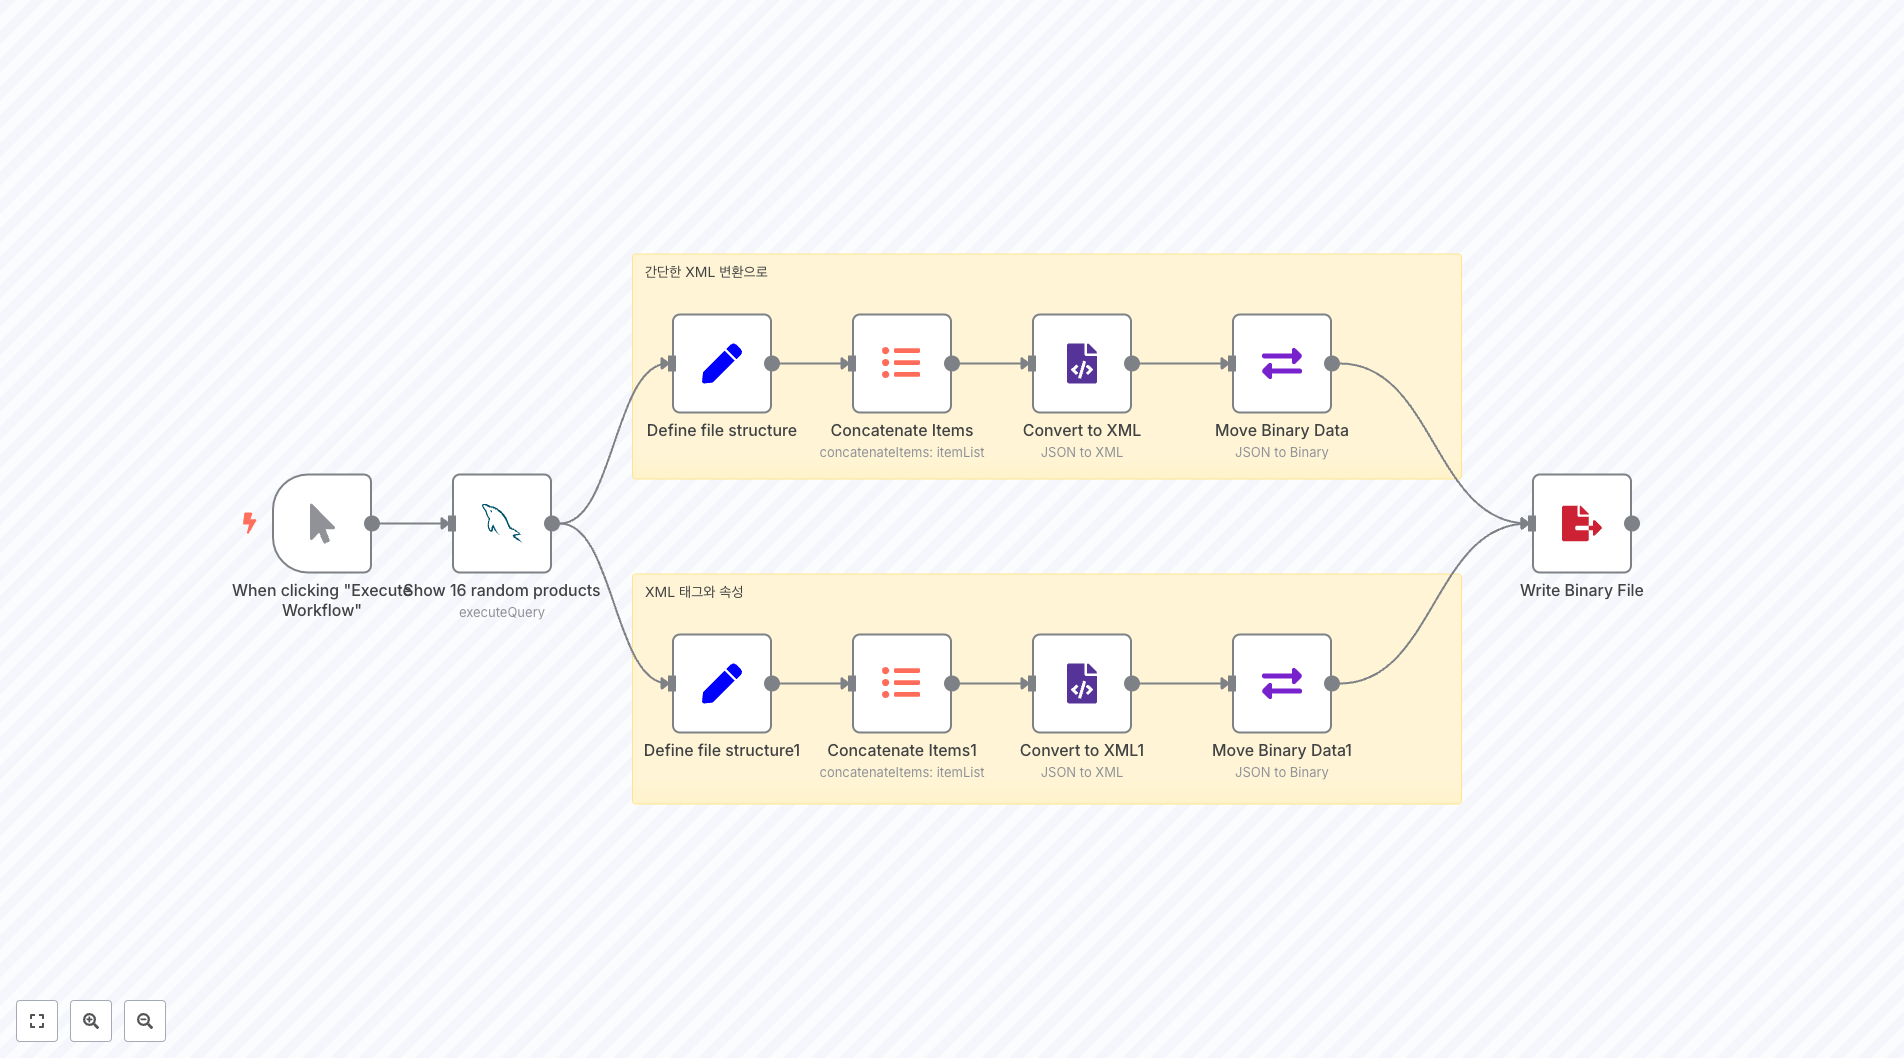 간단한 XML 변환으로
Define file structure
Concatenate Items
concatenateItems: itemList
Convert to XML
JSON to XML
Move Binary Data
JSON to Binary
When clicking "Execute
Workflow"
Show 16 random products
executeQuery
Write Binary File
XML 태그와 속성
Define file structure1
Concatenate Items1
concatenateItems: itemList
Convert to XML1
JSON to XML
Move Binary Data1
JSON to Binary